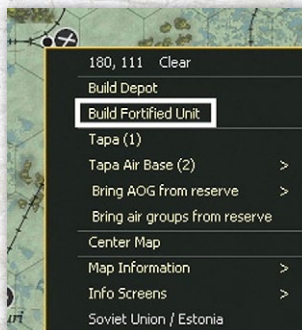 180, 111 Clear
Build Depot
Build Fortified Unit
Tapa (1)
Tapa Air Base (2) >
Bring AOG from reserve >
Bring air groups from reserve
Center Map
Map Information >
Info Screens >
Soviet Union / Estonia